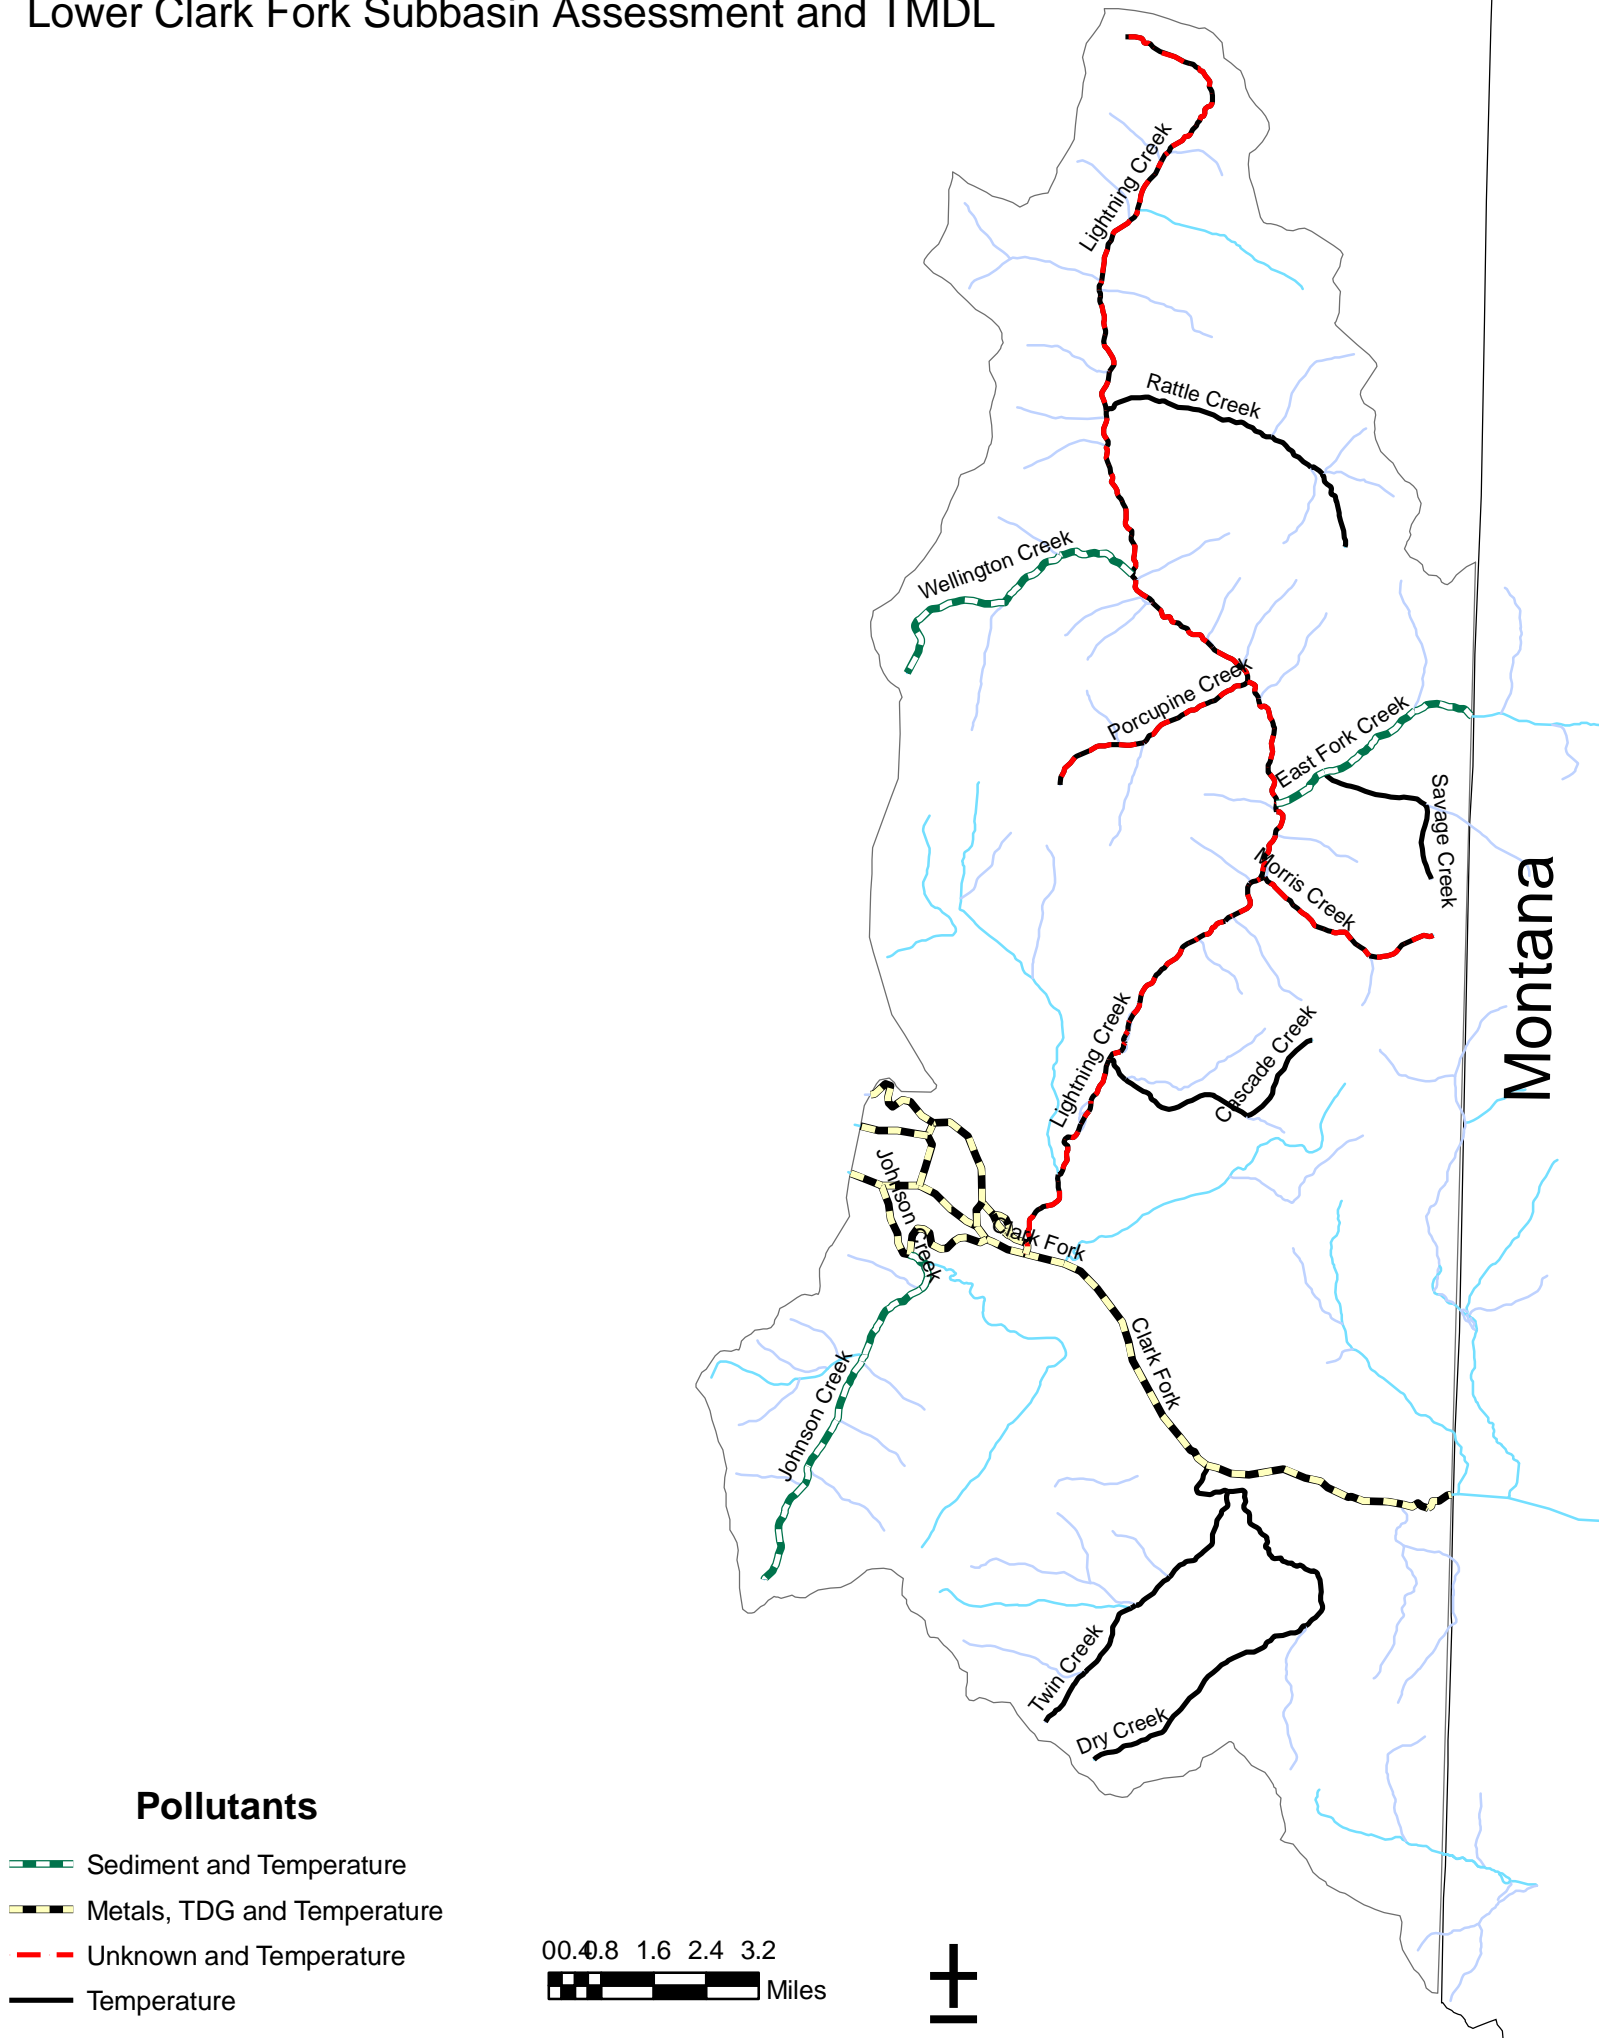 Lower Clark Fork Subbasin Assessment and TMDL
Lightning Creek
Rattle Creek
Wellington Creek
Porcupine Creek
East Fork Creek
Savage Creek
Morris Creek
Montana
Lightning Creek
Cascade Creek
Johnson Creek
Clark Fork
Clark Fork
Johnson Creek
Twin Creek
Dry Creek
Pollutants
Sediment and Temperature
Metals, TDG and Temperature
Unknown and Temperature
Temperature
0 0.4 0.8 1.6 2.4 3.2
Miles